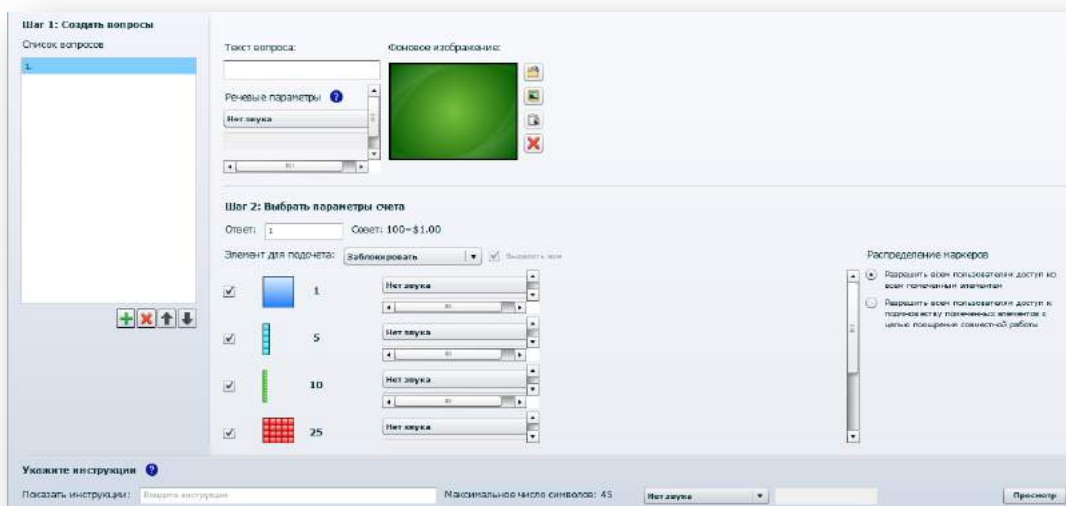 Шаг 1: Создать вопросы
Список вопросов
1.
Текст вопроса:
Фоновое изображение:
Речевые параметры ?
Нет звука
Шаг 2: Выбрать параметры счета
Ответ: 1 Совет: 100=$1.00
Элемент для подсчета: Заблокировать Выделить все
1 Нет звука
5 Нет звука
10 Нет звука
25 Нет звука
Распределение маркеров
Разрешить всем пользователям доступ ко
всем помеченным элементам
Разрешить всем пользователям доступ к
подмножеству помеченных элементов с
целью поощрения совместной работы
Укажите инструкции ?
Показать инструкции: Введите инструкции Максимальное число символов: 45 Нет звука Просмотр